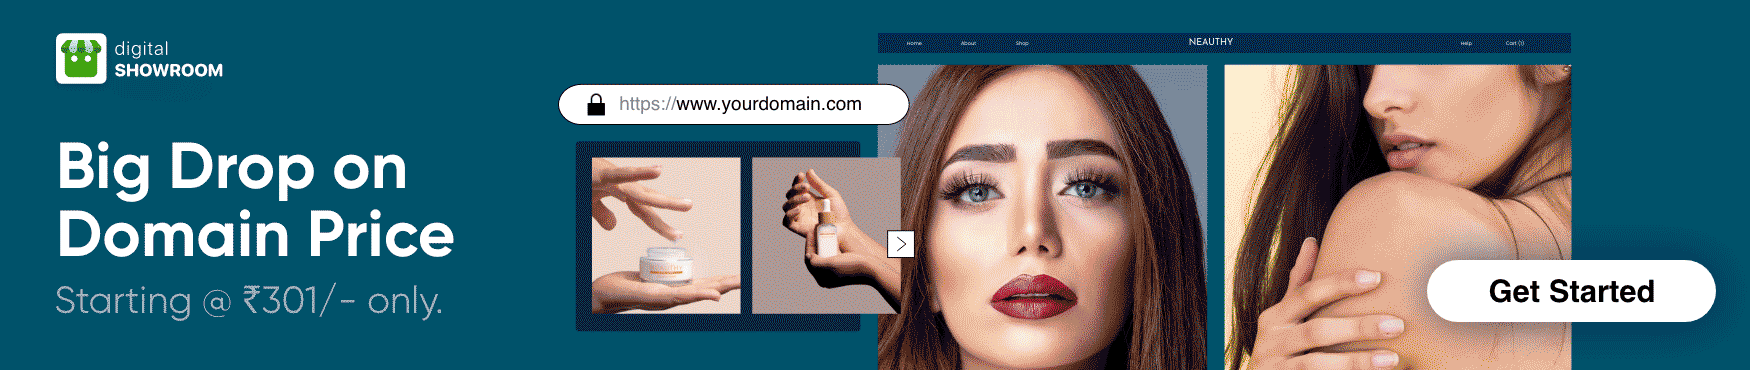 digital
SHOWROOM
Big Drop on
Domain Price
Starting @ ₹301/- only.
https://www.yourdomain.com
Home About Shop NEAUTHY Help Cart (1)
Get Started